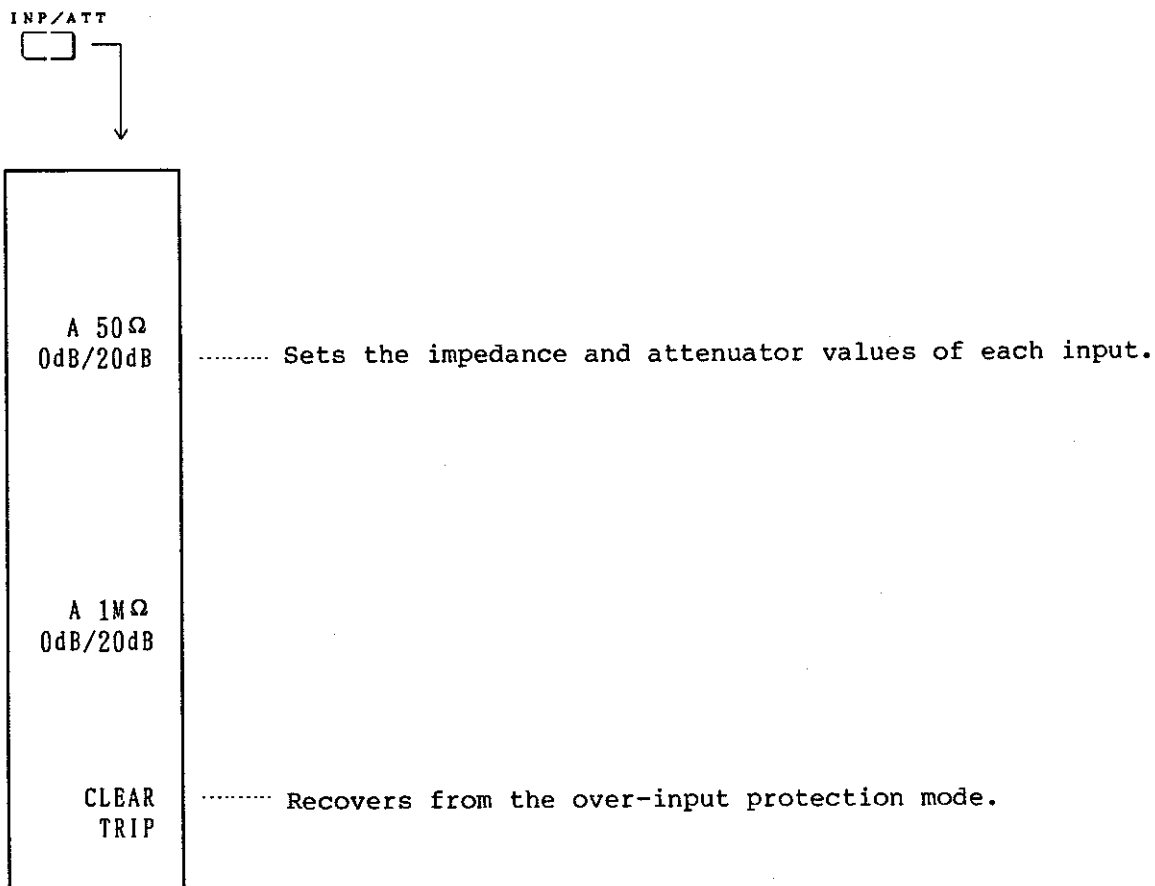 INP/ATT
A 50Ω
0dB/20dB ......... Sets the impedance and attenuator values of each input.
A 1MΩ
0dB/20dB
CLEAR ......... Recovers from the over-input protection mode.
TRIP